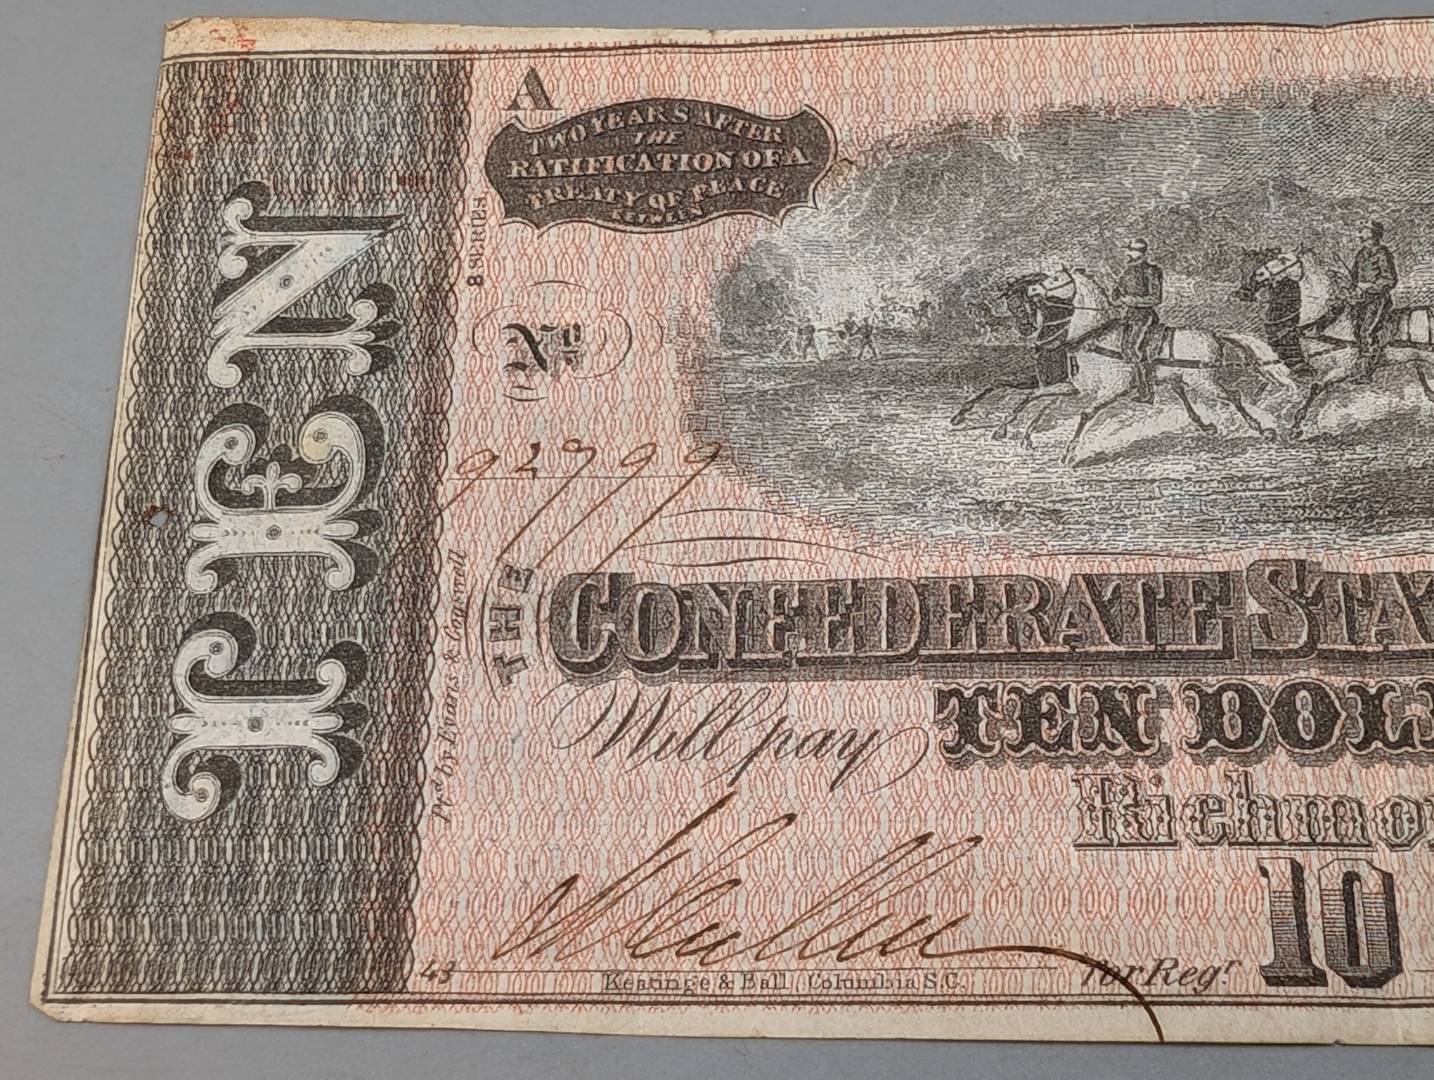 A
TWO YEARS AFTER
THE
RATIFICATION OF A
TREATY OF PEACE
BETWEEN
8 SERIES
No
92799
TEN
Ptd. by Evans & Cogswell
THE
CONFEDERATE STA
Will pay
TEN DOLL
Richmo
10
43
for Regr.
Keatinge & Ball, Columbia S.C.